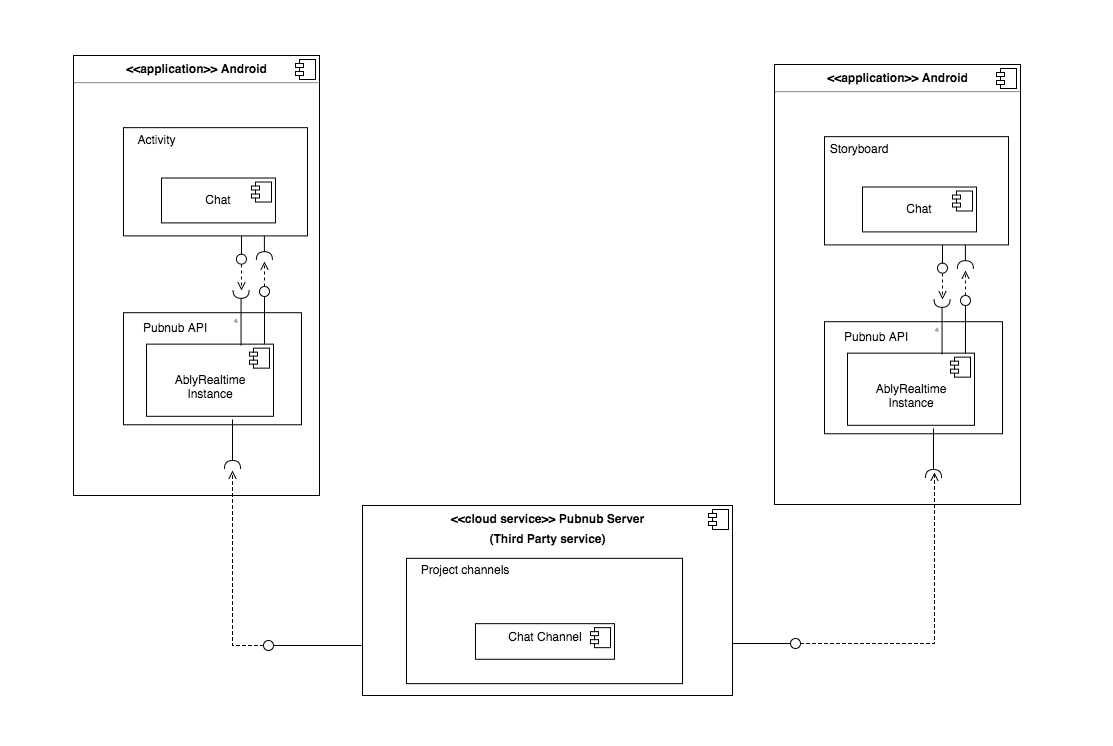 <<application>> Android
Activity
Chat
Pubnub API
AblyRealtime
Instance
<<application>> Android
Storyboard
Chat
Pubnub API
AblyRealtime
Instance
<<cloud service>> Pubnub Server
(Third Party service)
Project channels
Chat Channel